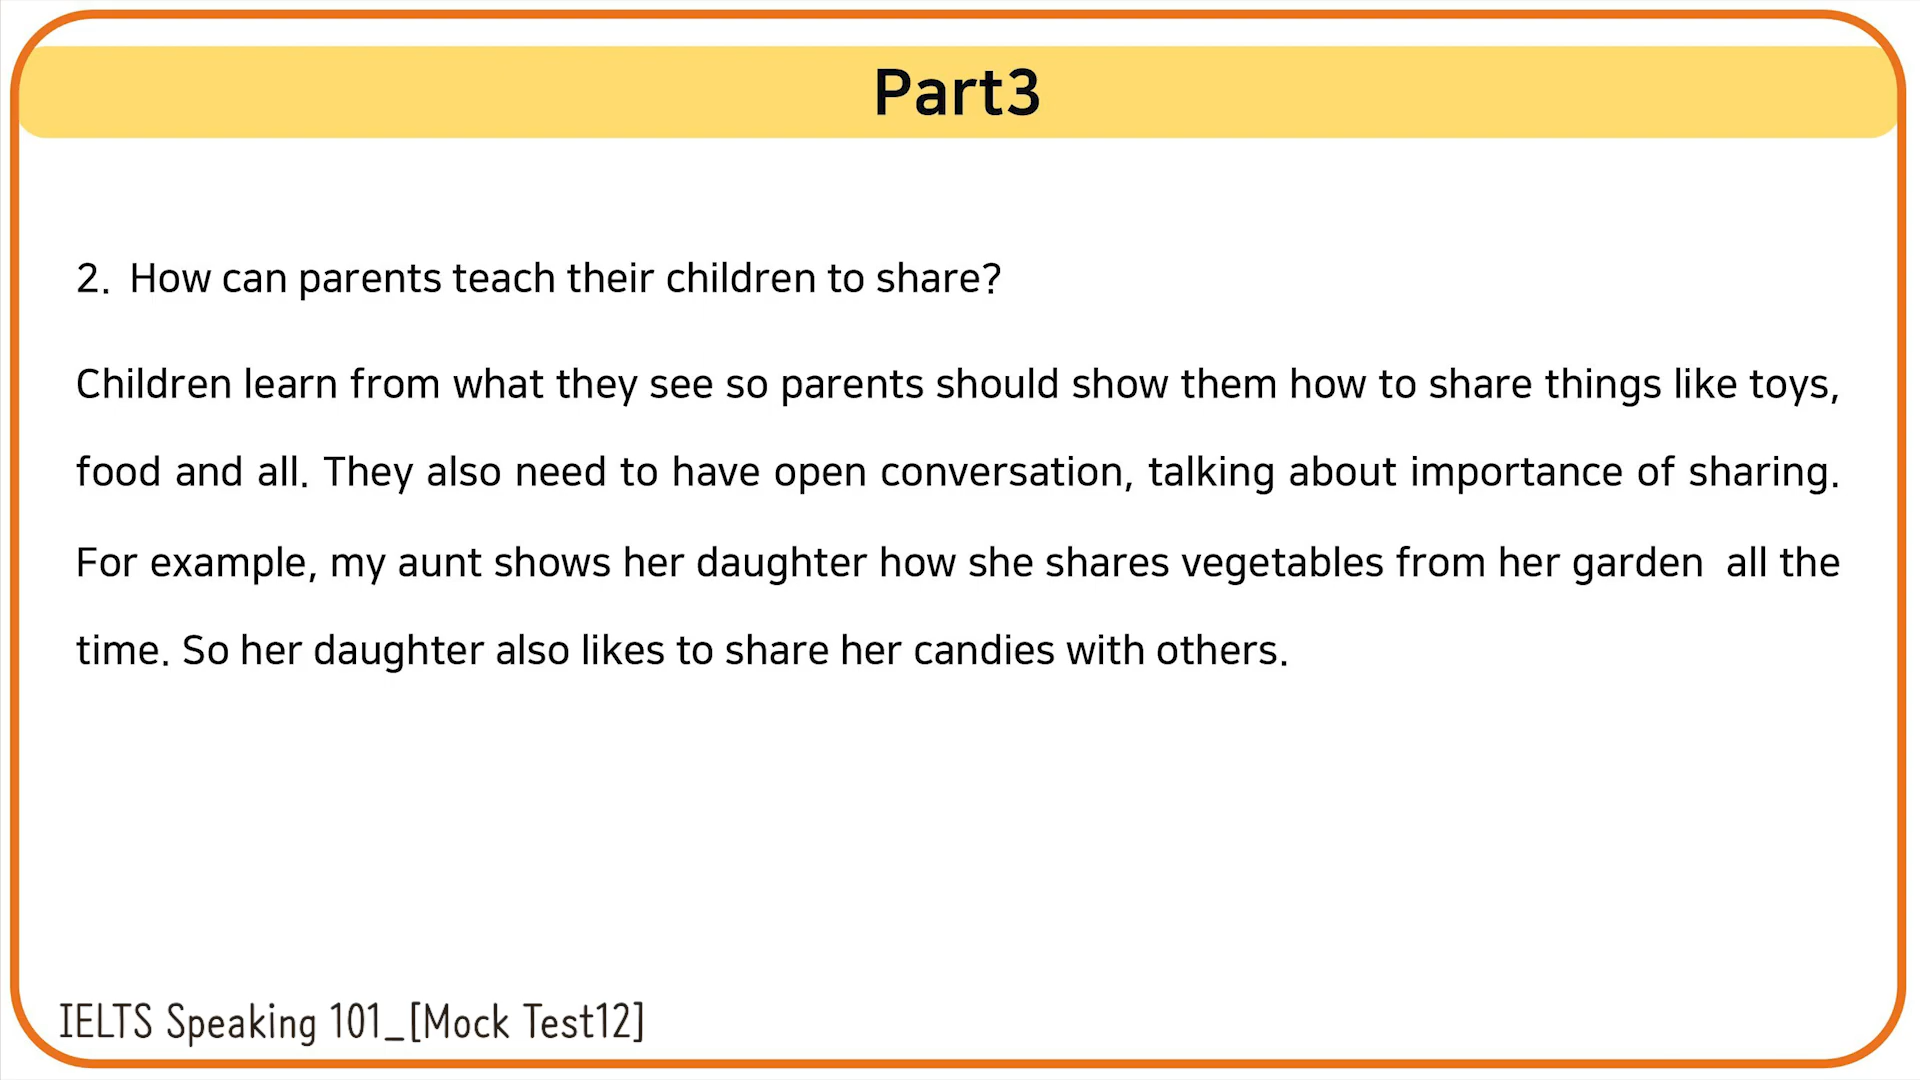 Part3
2. How can parents teach their children to share?
Children learn from what they see so parents should show them how to share things like toys,
food and all. They also need to have open conversation, talking about importance of sharing.
For example, my aunt shows her daughter how she shares vegetables from her garden  all the
time. So her daughter also likes to share her candies with others.
IELTS Speaking 101_[Mock Test12]